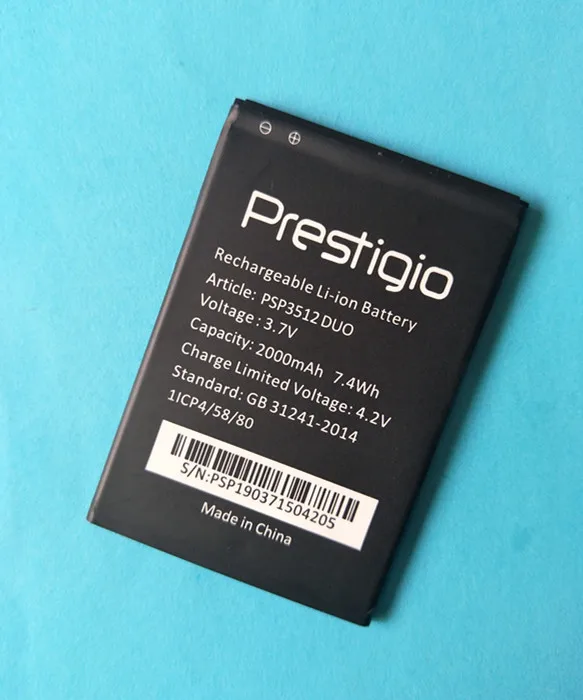 ⊖ ⊕
Prestigio
Rechargeable Li-ion Battery
Article: PSP3512 DUO
Voltage : 3.7V
Capacity: 2000mAh 7.4Wh
Charge Limited Voltage: 4.2V
Standard: GB 31241-2014
1ICP4/58/80
S/N:PSP190371504205
Made in China